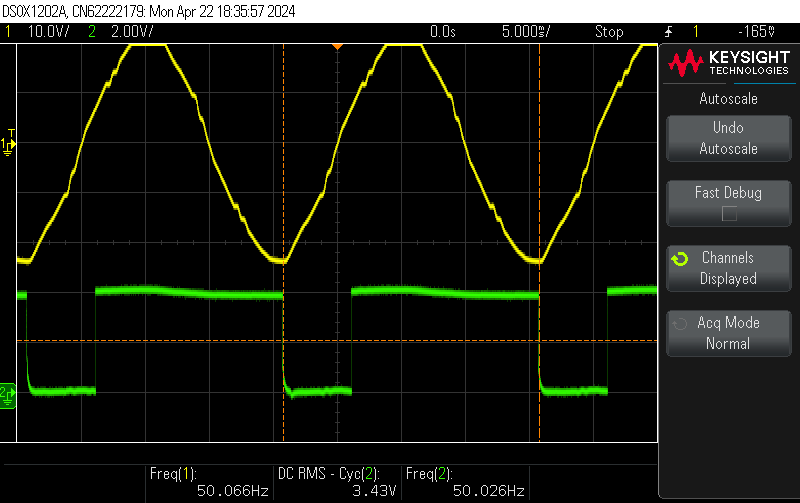 DSOX1202A, CN62222179: Mon Apr 22 18:35:57 2024
1 10.0V/ 2 2.00V/ 0.0s 5.000ms/ Stop 1 -165mV
KEYSIGHT
TECHNOLOGIES
Autoscale
Undo
Autoscale
Fast Debug
Channels
Displayed
Acq Mode
Normal
T
1
2
Freq(1): DC RMS - Cyc(2): Freq(2):
50.066Hz 3.43V 50.026Hz